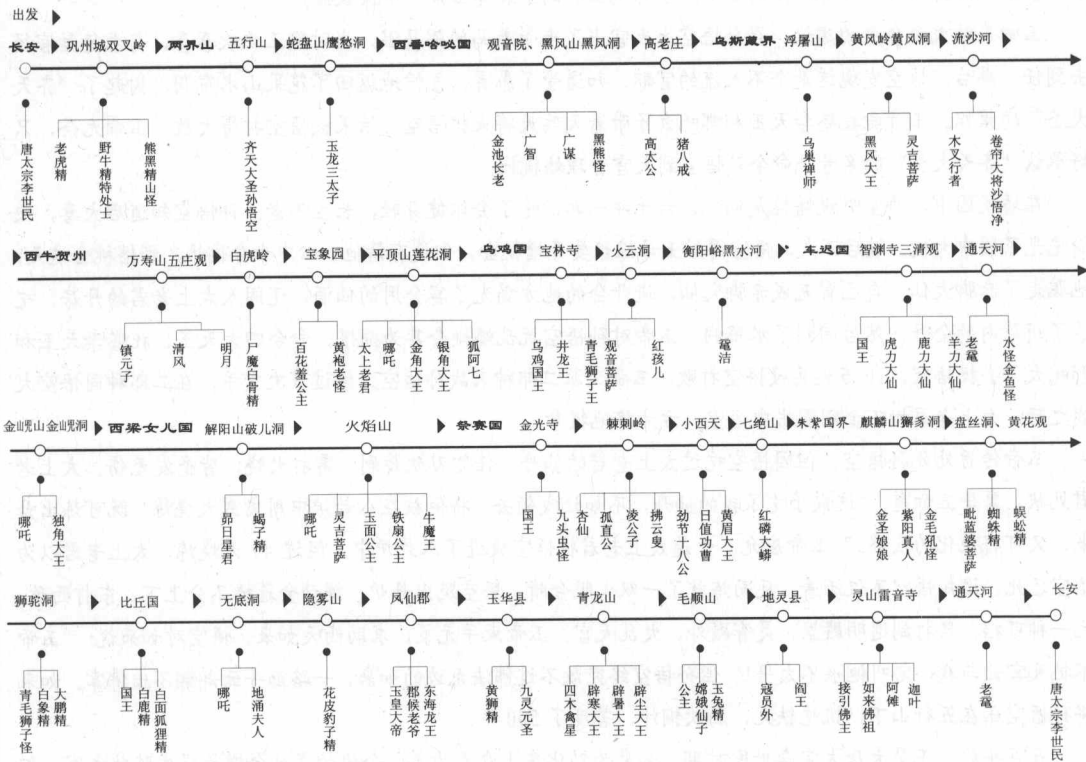 出发
长安 巩州城双叉岭 两界山 五行山 蛇盘山鹰愁涧 西番哈咇国 观音院、黑风山黑风洞 高老庄 乌斯藏界 浮屠山 黄风岭黄风洞 流沙河
唐太宗李世民
老虎精
野牛精特处士
熊黑精山怪
齐天大圣孙悟空
玉龙三太子
金池长老
广智
广谋
黑熊怪
高太公
猪八戒
乌巢禅师
黑风大王
灵吉菩萨
木叉行者
卷帘大将沙悟净
西牛贺州 万寿山五庄观 白虎岭 宝象国 平顶山莲花洞 乌鸡国 宝林寺 火云洞 衡阳峪黑水河 车迟国 智渊寺三清观 通天河
镇元子
清风
明月
尸魔白骨精
百花羞公主
黄袍老怪
太上老君
哪吒
金角大王
银角大王
狐阿七
乌鸡国王
井龙王
青毛狮子王
观音菩萨
红孩儿
鼍洁
国王
虎力大仙
鹿力大仙
羊力大仙
老鼋
水怪金鱼怪
金𠺕山金𠺕洞 西梁女儿国 解阳山破儿洞 火焰山 祭赛国 金光寺 棘刺岭 小西天 七绝山 朱紫国界 麒麟山獬豸洞 盘丝洞、黄花观
哪吒
独角大王
昴日星君
蝎子精
哪吒
灵吉菩萨
玉面公主
铁扇公主
牛魔王
国王
九头虫怪
杏仙
孤直公
凌公子
拂云叟
劲节十八公
日值功曹
黄眉大王
红磷大蟒
金圣娘娘
紫阳真人
金毛犼怪
毗蓝婆菩萨
蜘蛛精
蜈蚣精
狮驼洞 比丘国 无底洞 隐雾山 凤仙郡 玉华县 青龙山 毛顺山 地灵县 灵山雷音寺 通天河 长安
青毛狮子怪
白象精
大鹏精
国王
白鹿精
白面狐狸精
哪吒
地涌夫人
花皮豹子精
玉皇大帝
郡候老爷
东海龙王
黄狮精
九灵元圣
四木禽星
辟寒大王
辟暑大王
辟尘大王
公主
嫦娥仙子
玉兔精
寇员外
阎王
接引佛主
如来佛祖
阿傩
迦叶
老鼋
唐太宗李世民